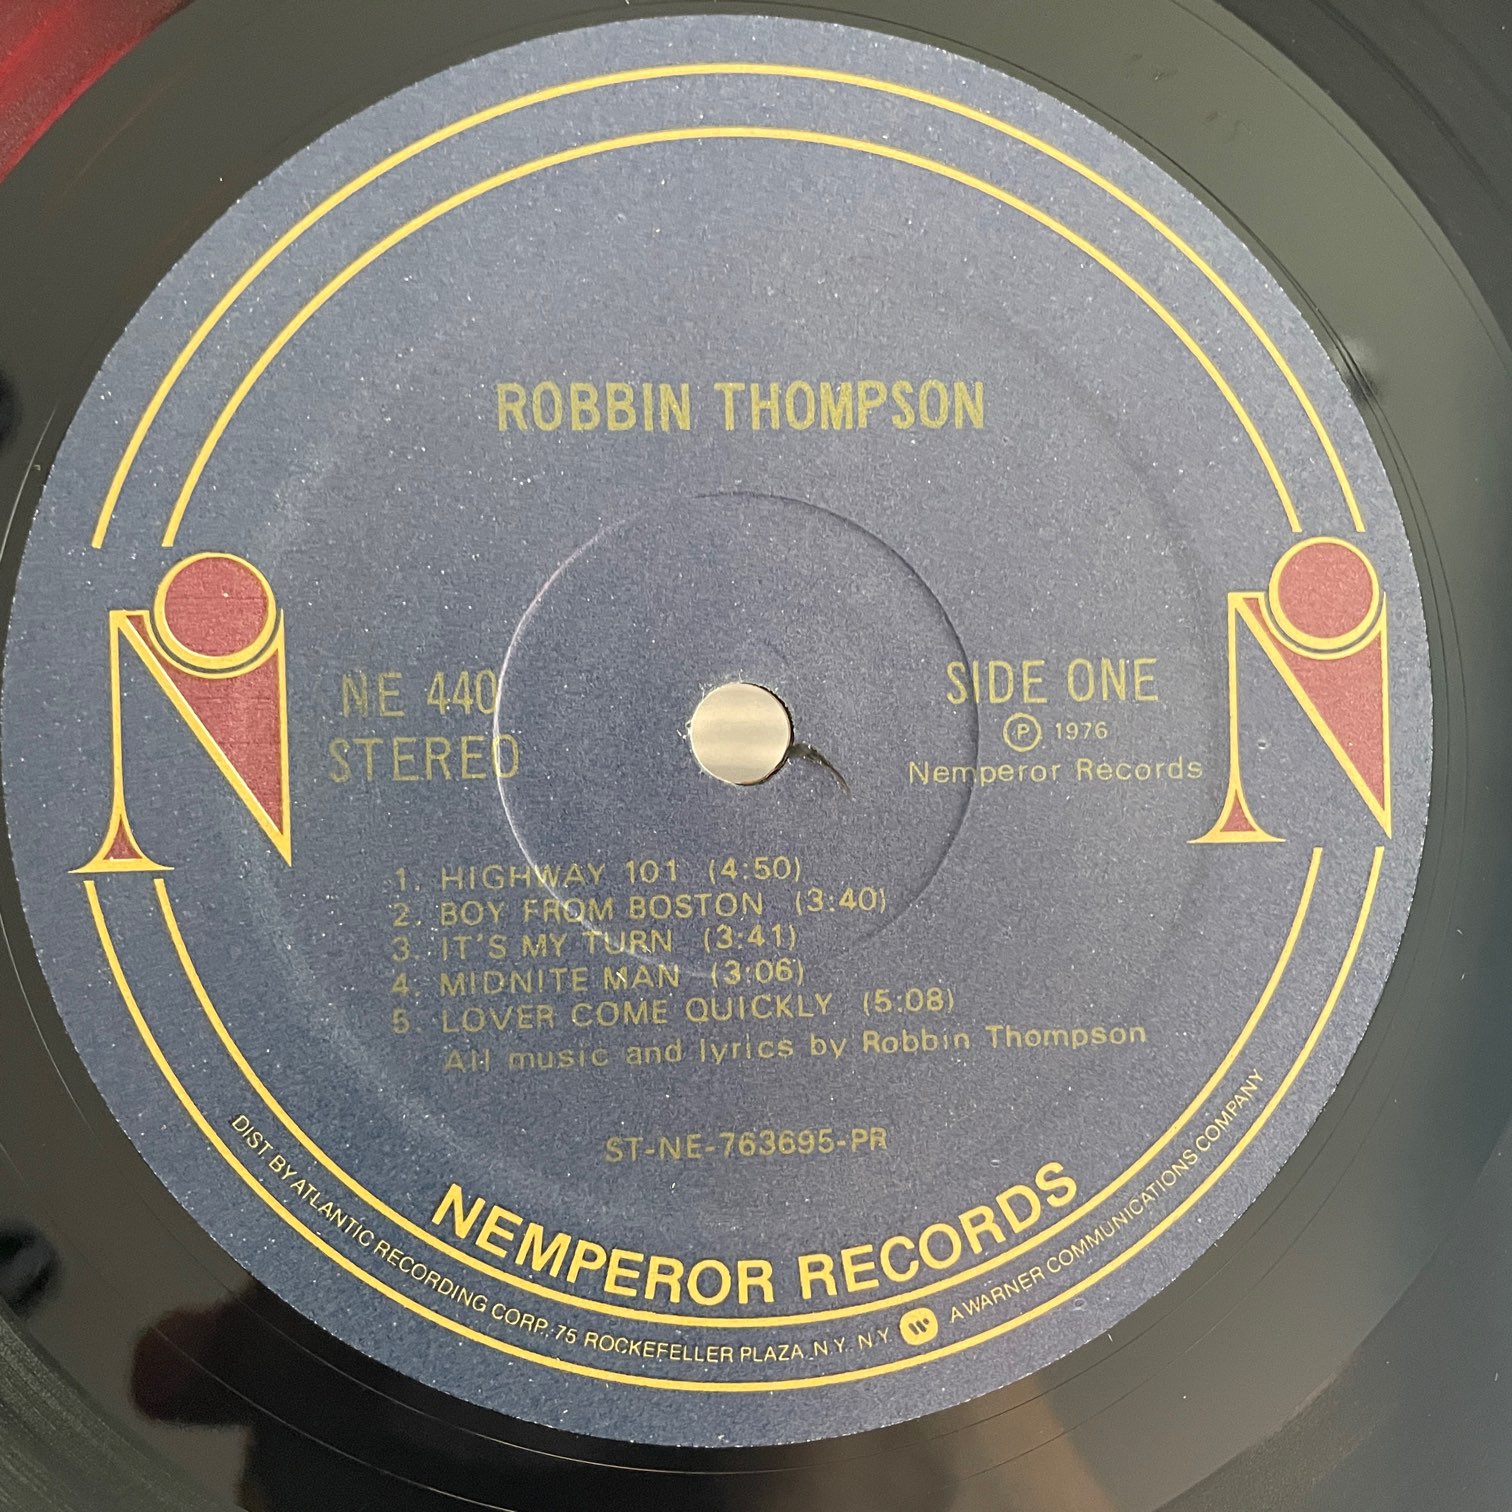 ROBBIN THOMPSON
NE 440
STEREO
SIDE ONE
Ⓟ 1976
Nemperor Records
1. HIGHWAY 101 (4:50)
2. BOY FROM BOSTON (3:40)
3. IT'S MY TURN (3:41)
4. MIDNITE MAN (3:06)
5. LOVER COME QUICKLY (5:08)
All music and lyrics by Robbin Thompson
ST-NE-763695-PR
NEMPEROR RECORDS
DIST BY ATLANTIC RECORDING CORP. 75 ROCKEFELLER PLAZA, N.Y. N.Y. A WARNER COMMUNICATIONS COMPANY